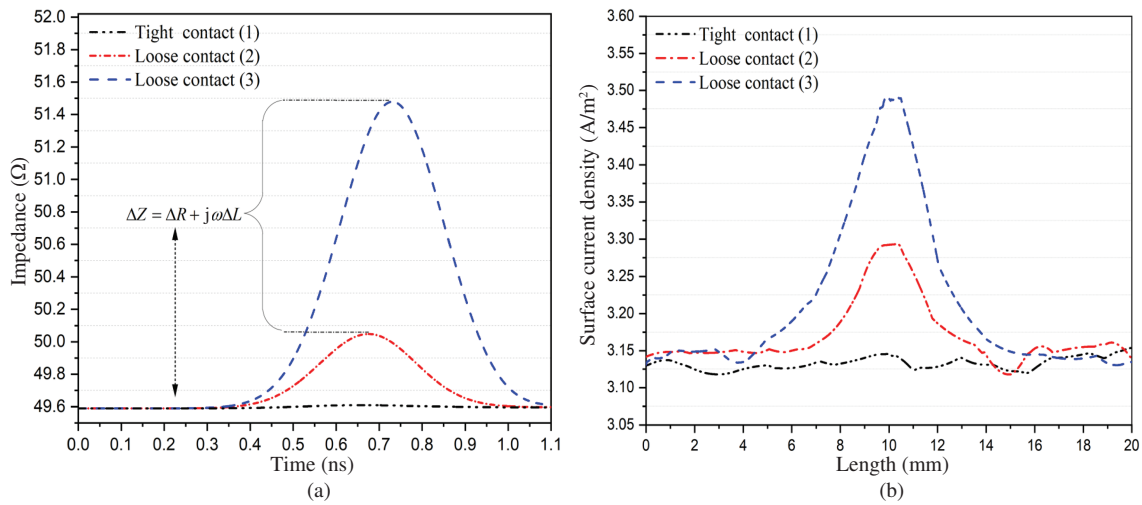 52.0
51.8
51.6
51.4
51.2
51.0
50.8
50.6
50.4
50.2
50.0
49.8
49.6
Impedance (Ω)
Tight contact (1)
Loose contact (2)
Loose contact (3)
ΔZ = ΔR + jωΔL
0.0 0.1 0.2 0.3 0.4 0.5 0.6 0.7 0.8 0.9 1.0 1.1
Time (ns)
(a)
3.60
3.55
3.50
3.45
3.40
3.35
3.30
3.25
3.20
3.15
3.10
3.05
Surface current density (A/m²)
Tight contact (1)
Loose contact (2)
Loose contact (3)
0 2 4 6 8 10 12 14 16 18 20
Length (mm)
(b)